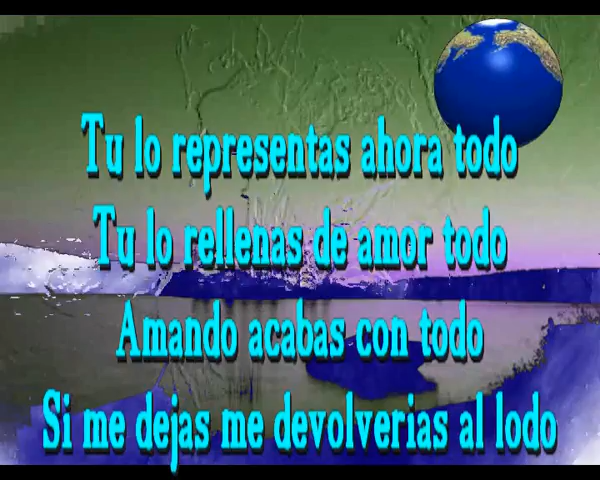 Tu lo representas ahora todo
Tu lo rellenas de amor todo
Amando acabas con todo
Si me dejas me devolverias al lodo